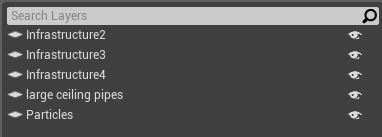 Search Layers
Infrastructure2
Infrastructure3
Infrastructure4
large ceiling pipes
Particles